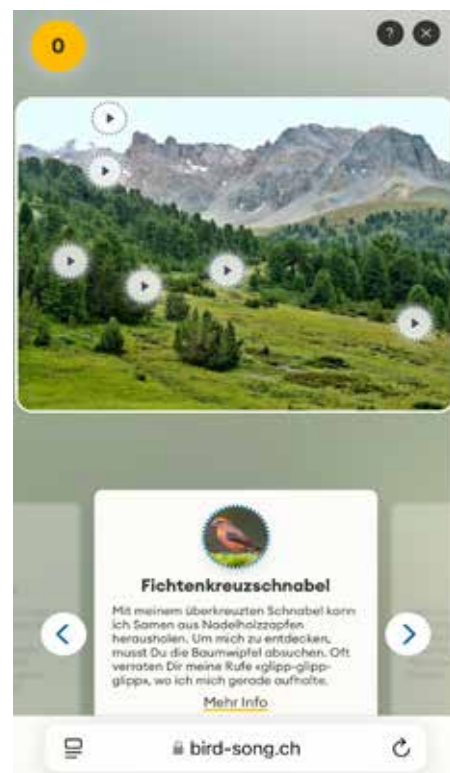 0
?
Fichtenkreuzschnabel
Mit meinem überkreuzten Schnabel kann
ich Samen aus Nadelholzzapfen
herausholen. Um mich zu entdecken,
musst Du die Baumwipfel absuchen. Oft
verraten Dir meine Rufe «glipp-glipp-
glipp», wo ich mich gerade aufhalte.
Mehr Info
bird-song.ch